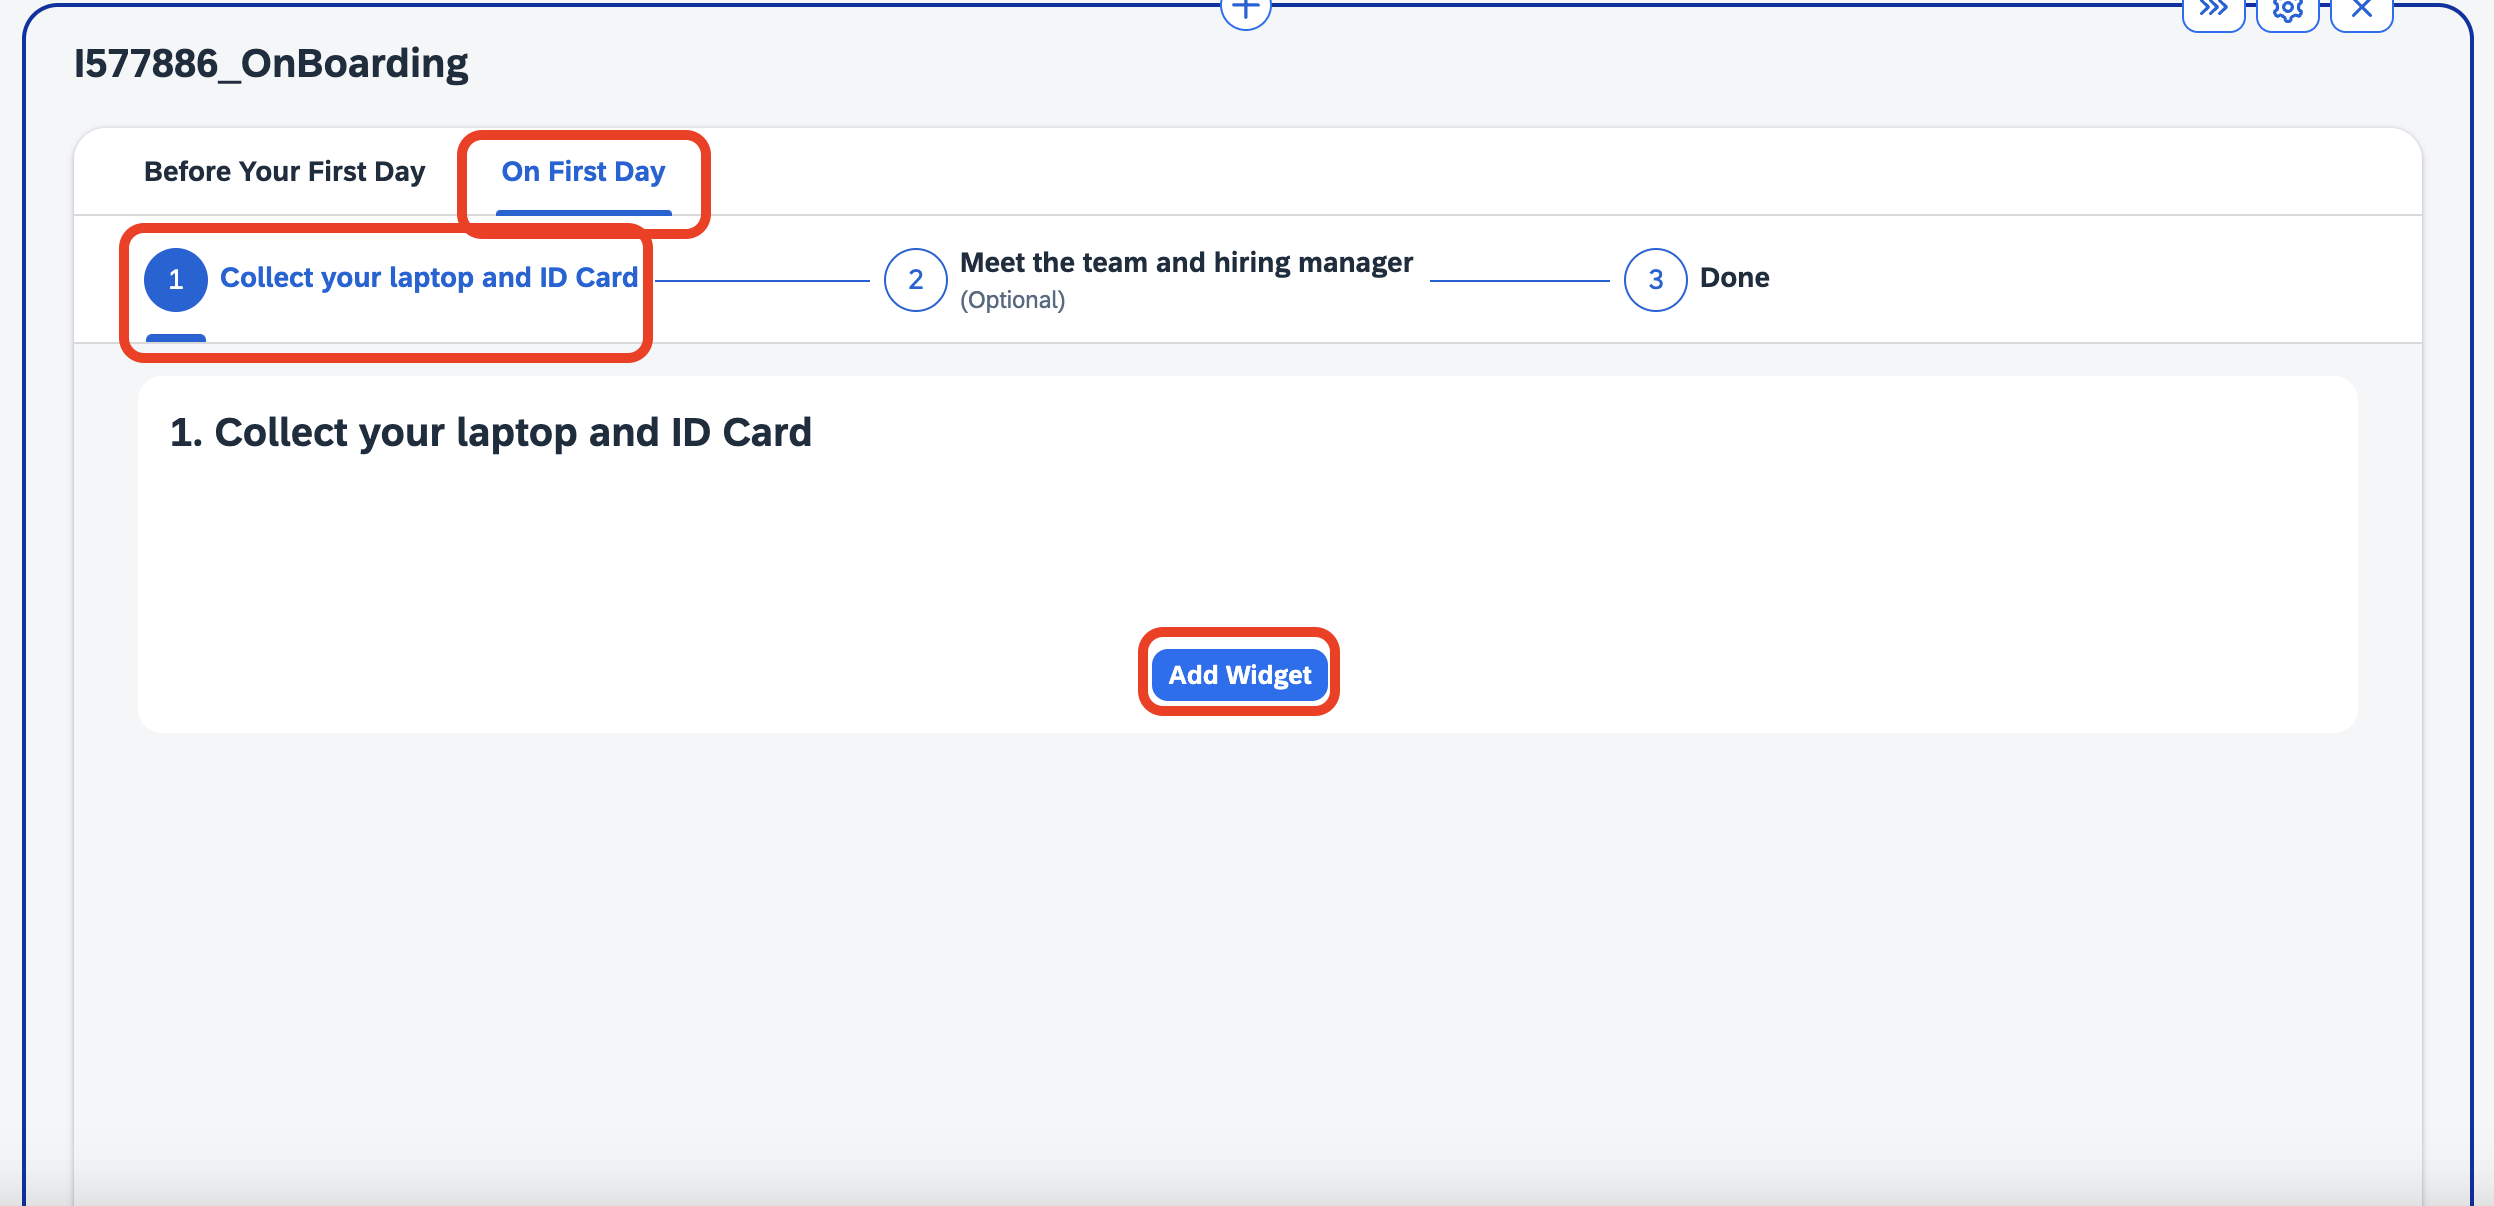 I577886_OnBoarding
Before Your First Day On First Day
1 Collect your laptop and ID Card 2 Meet the team and hiring manager 3 Done
(Optional)
1. Collect your laptop and ID Card
Add Widget